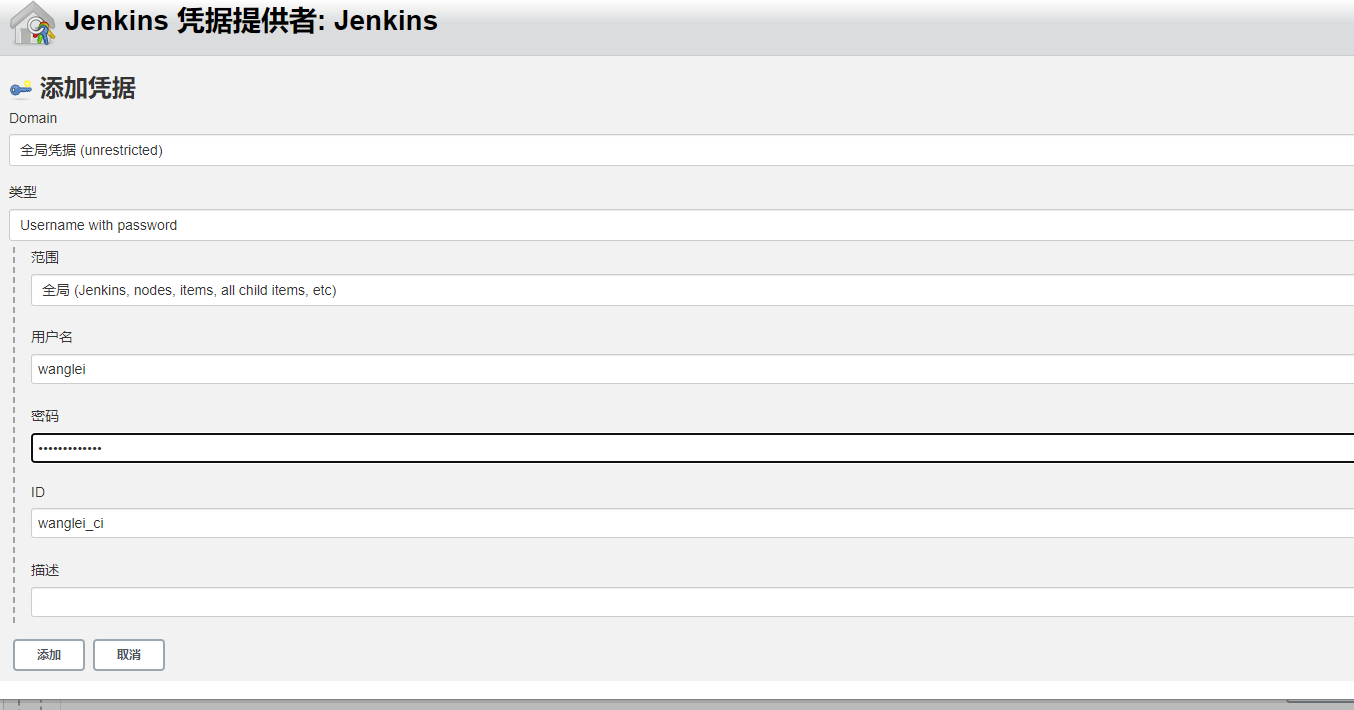 Jenkins 凭据提供者: Jenkins
添加凭据
Domain
全局凭据 (unrestricted)
类型
Username with password
范围
全局 (Jenkins, nodes, items, all child items, etc)
用户名
wanglei
密码
•••••••••••••
ID
wanglei_ci
描述
添加 取消